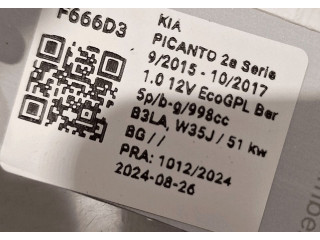 F666D3
KIA
PICANTO 2a Serie
9/2015 - 10/2017
1.0 12V EcoGPL Ber
5p/b-g/998cc
B3LA, W35J / 51 kw
BG //
PRA: 1012/2024
2024-08-26